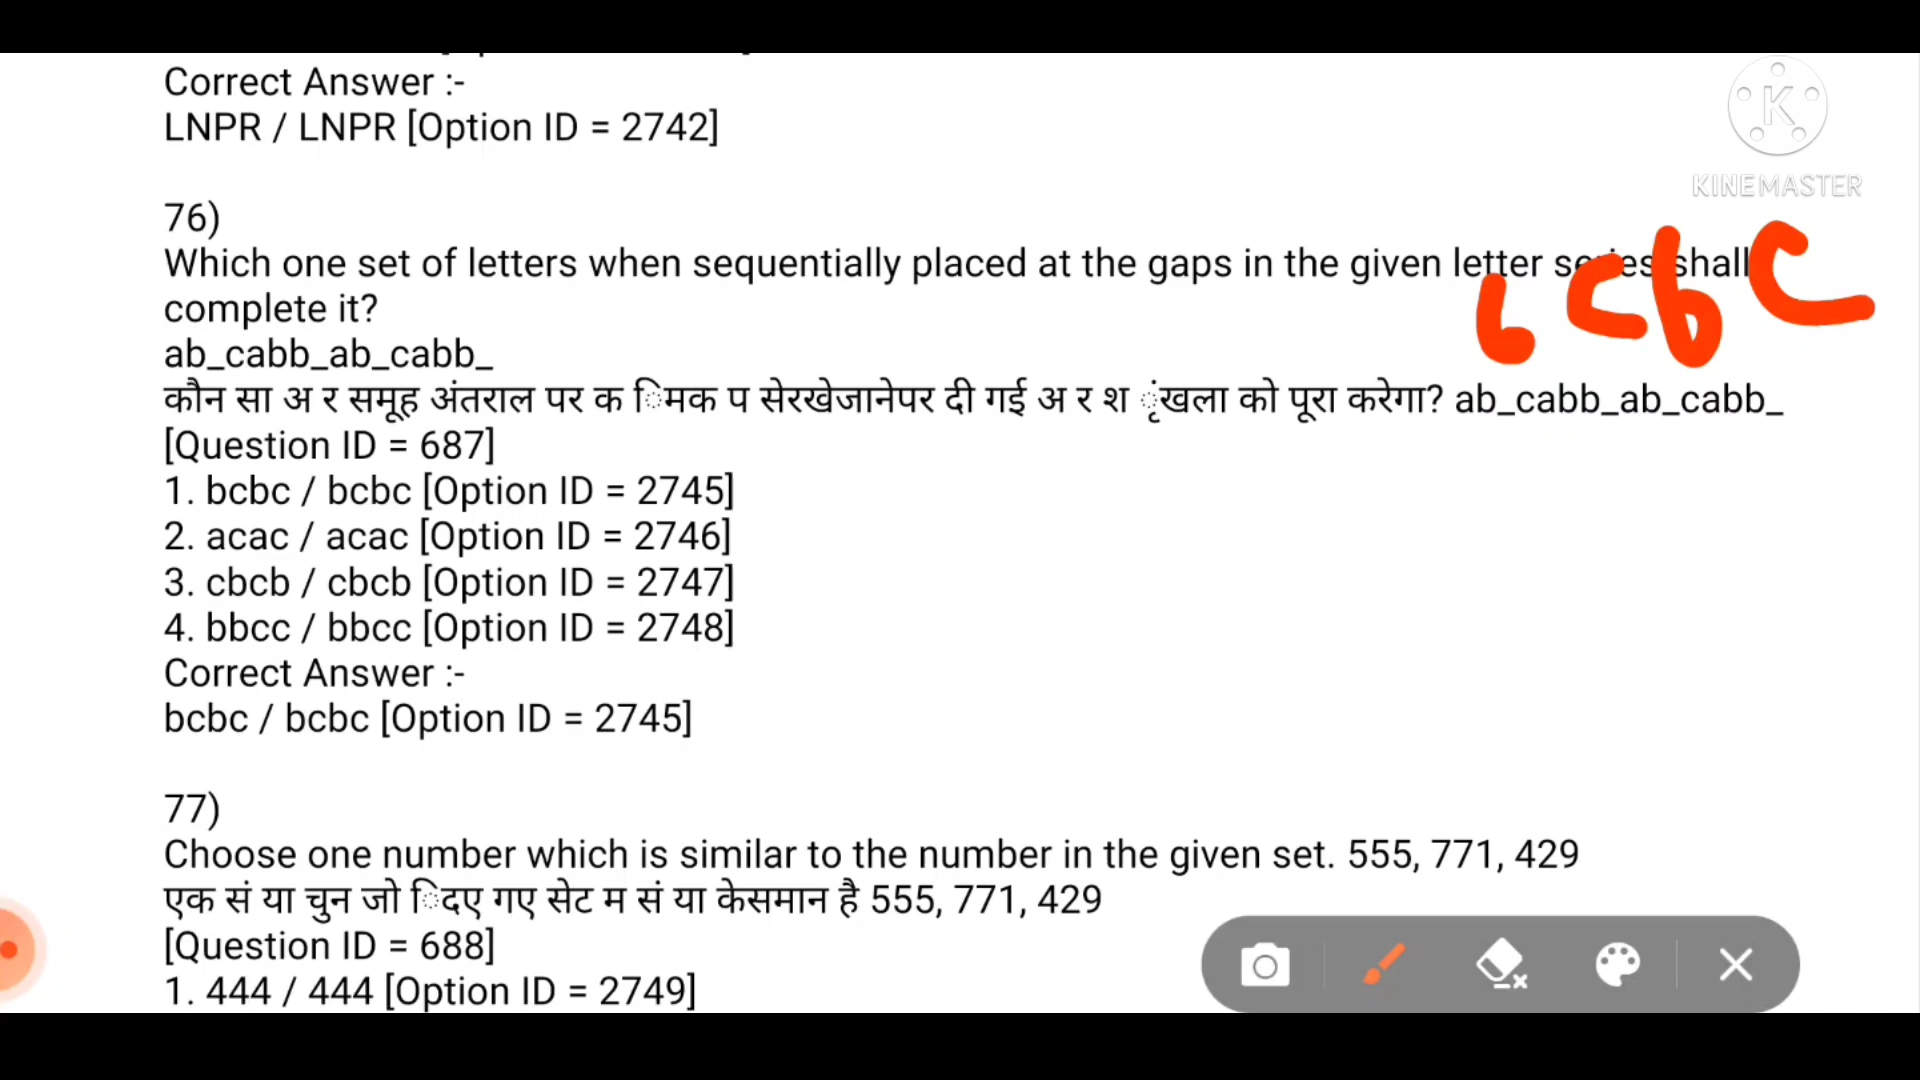 Correct Answer :-
LNPR / LNPR [Option ID = 2742]
K
KINEMASTER
76)
Which one set of letters when sequentially placed at the gaps in the given letter series shall
complete it?
bcbc
ab_cabb_ab_cabb_
कौन सा अ र समूह अंतराल पर क िमक प सेरखेजानेपर दी गई अ र श ृंखला को पूरा करेगा? ab_cabb_ab_cabb_
[Question ID = 687]
1. bcbc / bcbc [Option ID = 2745]
2. acac / acac [Option ID = 2746]
3. cbcb / cbcb [Option ID = 2747]
4. bbcc / bbcc [Option ID = 2748]
Correct Answer :-
bcbc / bcbc [Option ID = 2745]
77)
Choose one number which is similar to the number in the given set. 555, 771, 429
एक सं या चुन जो िदए गए सेट म सं या केसमान है 555, 771, 429
[Question ID = 688]
1. 444 / 444 [Option ID = 2749]